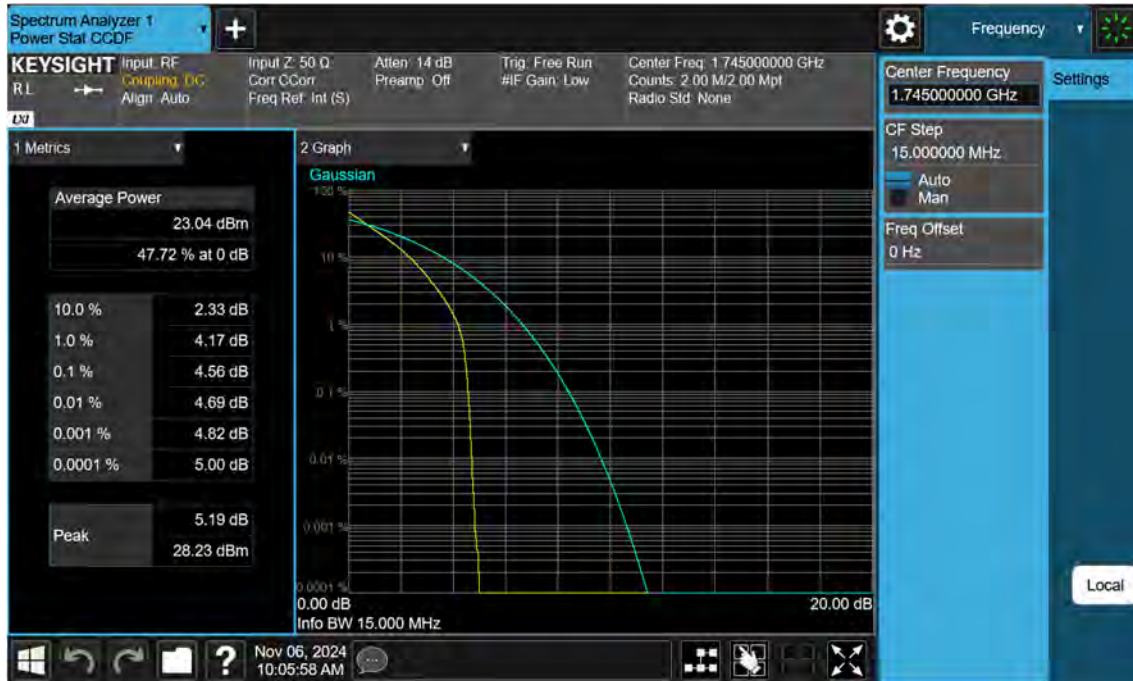 Spectrum Analyzer 1
Power Stat CCDF
Frequency
KEYSIGHT
RL
LXI
Input: RF
Coupling: DC
Align: Auto
Input Z: 50 Ω
Corr CCorr
Freq Ref: Int (S)
Atten: 14 dB
Preamp: Off
Trig: Free Run
#IF Gain: Low
Center Freq: 1.745000000 GHz
Counts: 2.00 M/2.00 Mpt
Radio Std: None
Center Frequency
1.745000000 GHz
Settings
CF Step
15.000000 MHz
Auto
Man
Freq Offset
0 Hz
Local
1 Metrics
Average Power
23.04 dBm
47.72 % at 0 dB
10.0 % 2.33 dB
1.0 % 4.17 dB
0.1 % 4.56 dB
0.01 % 4.69 dB
0.001 % 4.82 dB
0.0001 % 5.00 dB
Peak
5.19 dB
28.23 dBm
2 Graph
Gaussian
100 %
10 %
1 %
0.1 %
0.01 %
0.001 %
0.0001 %
0.00 dB 20.00 dB
Info BW 15.000 MHz
Nov 06, 2024
10:05:58 AM